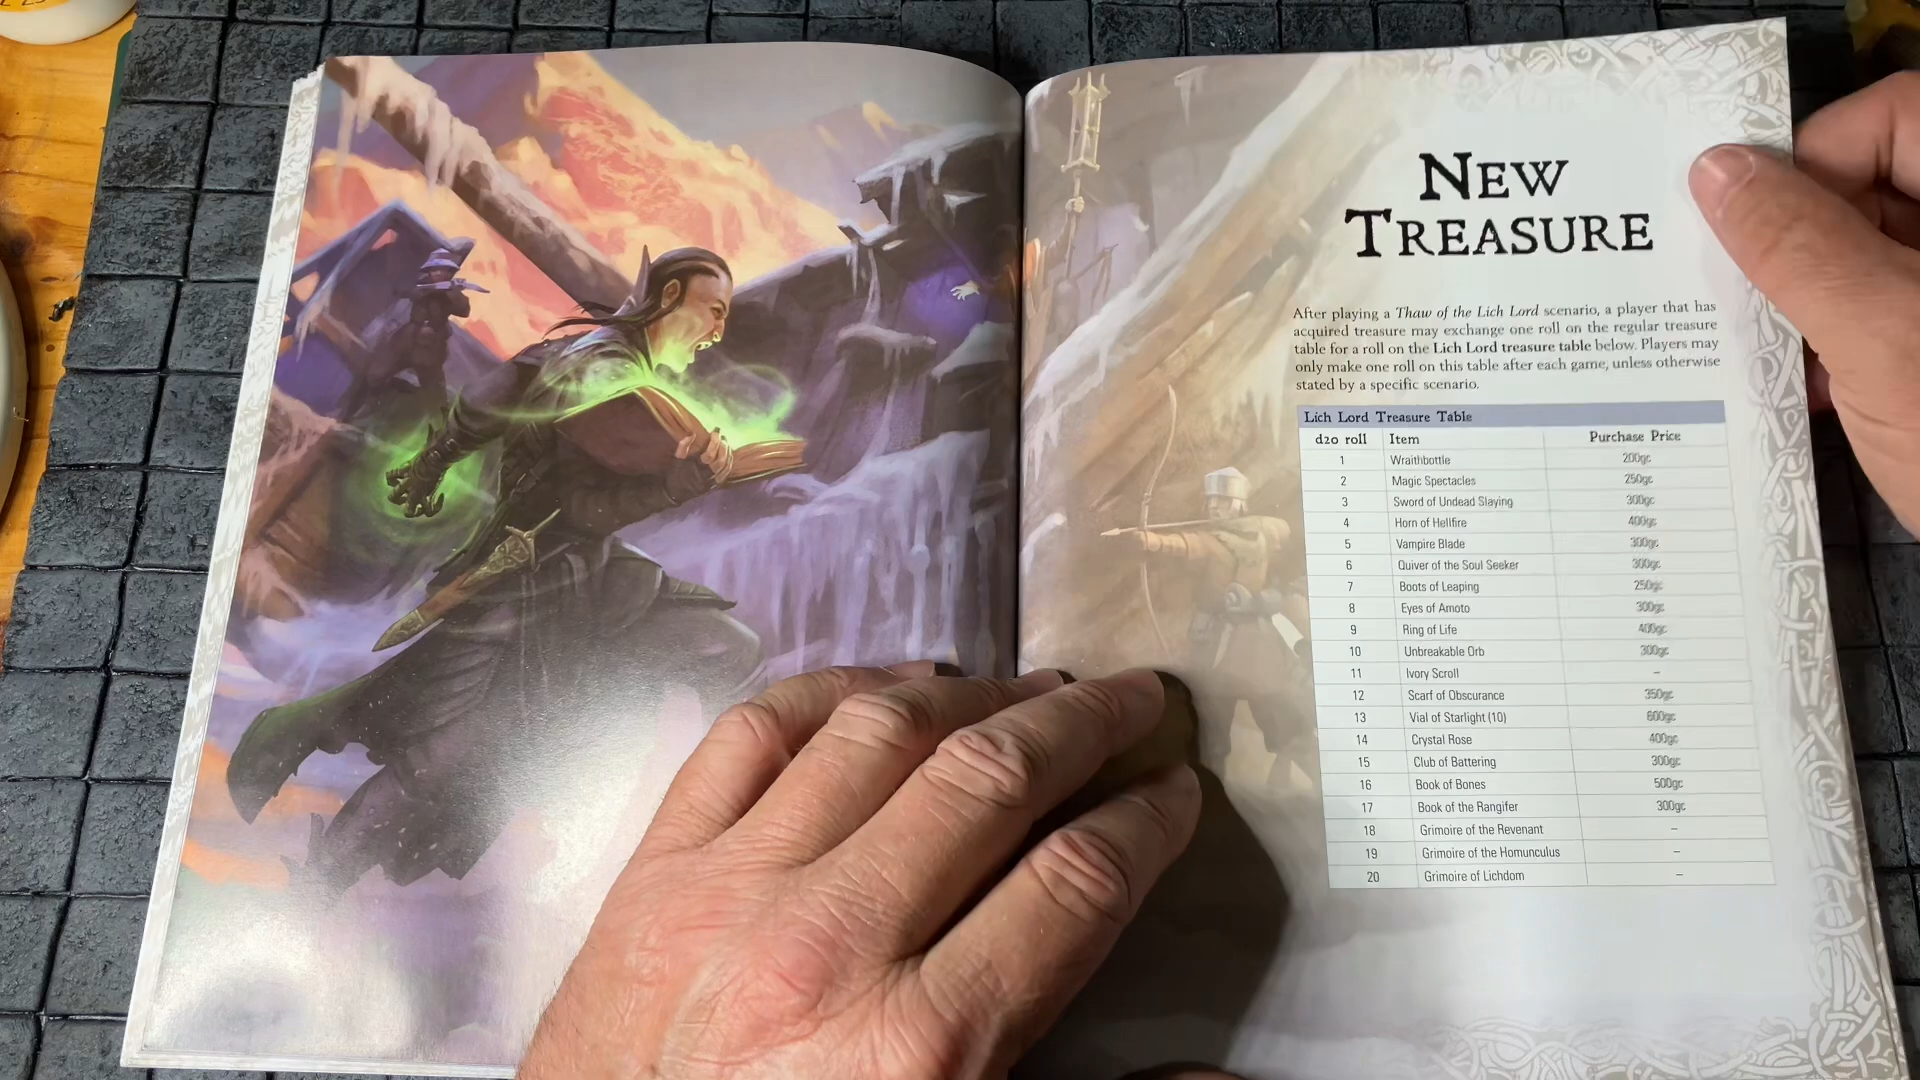 NEW
TREASURE
After playing a Thaw of the Lich Lord scenario, a player that has
acquired treasure may exchange one roll on the regular treasure
table for a roll on the Lich Lord treasure table below. Players may
only make one roll on this table after each game, unless otherwise
stated by a specific scenario.
Lich Lord Treasure Table
d20 roll Item Purchase Price
1 Wraithbottle 200gc
2 Magic Spectacles 250gc
3 Sword of Undead Slaying 300gc
4 Horn of Hellfire 400gc
5 Vampire Blade 300gc
6 Quiver of the Soul Seeker 300gc
7 Boots of Leaping 250gc
8 Eyes of Amoto 300gc
9 Ring of Life 400gc
10 Unbreakable Orb 300gc
11 Ivory Scroll –
12 Scarf of Obscurance 350gc
13 Vial of Starlight (10) 600gc
14 Crystal Rose 400gc
15 Club of Battering 300gc
16 Book of Bones 500gc
17 Book of the Rangifer 300gc
18 Grimoire of the Revenant –
19 Grimoire of the Homunculus –
20 Grimoire of Lichdom –